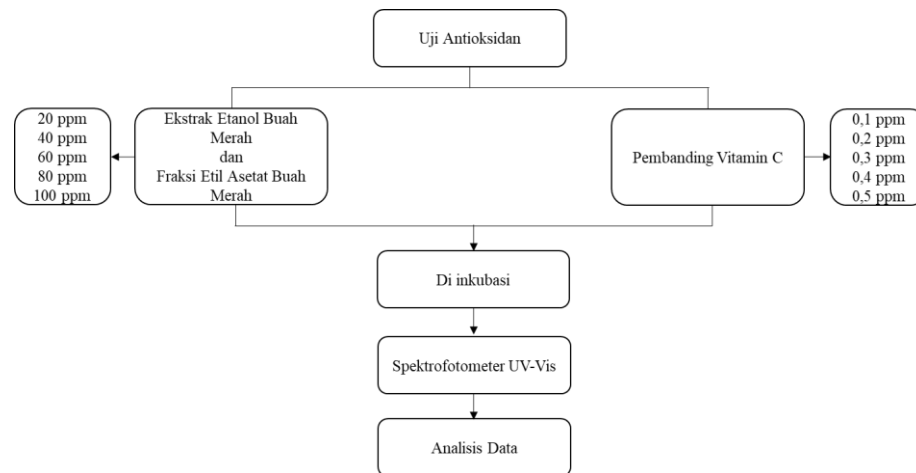 Uji Antioksidan
20 ppm
40 ppm
60 ppm
80 ppm
100 ppm
Ekstrak Etanol Buah
Merah
dan
Fraksi Etil Asetat Buah
Merah
Pembanding Vitamin C
0,1 ppm
0,2 ppm
0,3 ppm
0,4 ppm
0,5 ppm
Di inkubasi
Spektrofotometer UV-Vis
Analisis Data